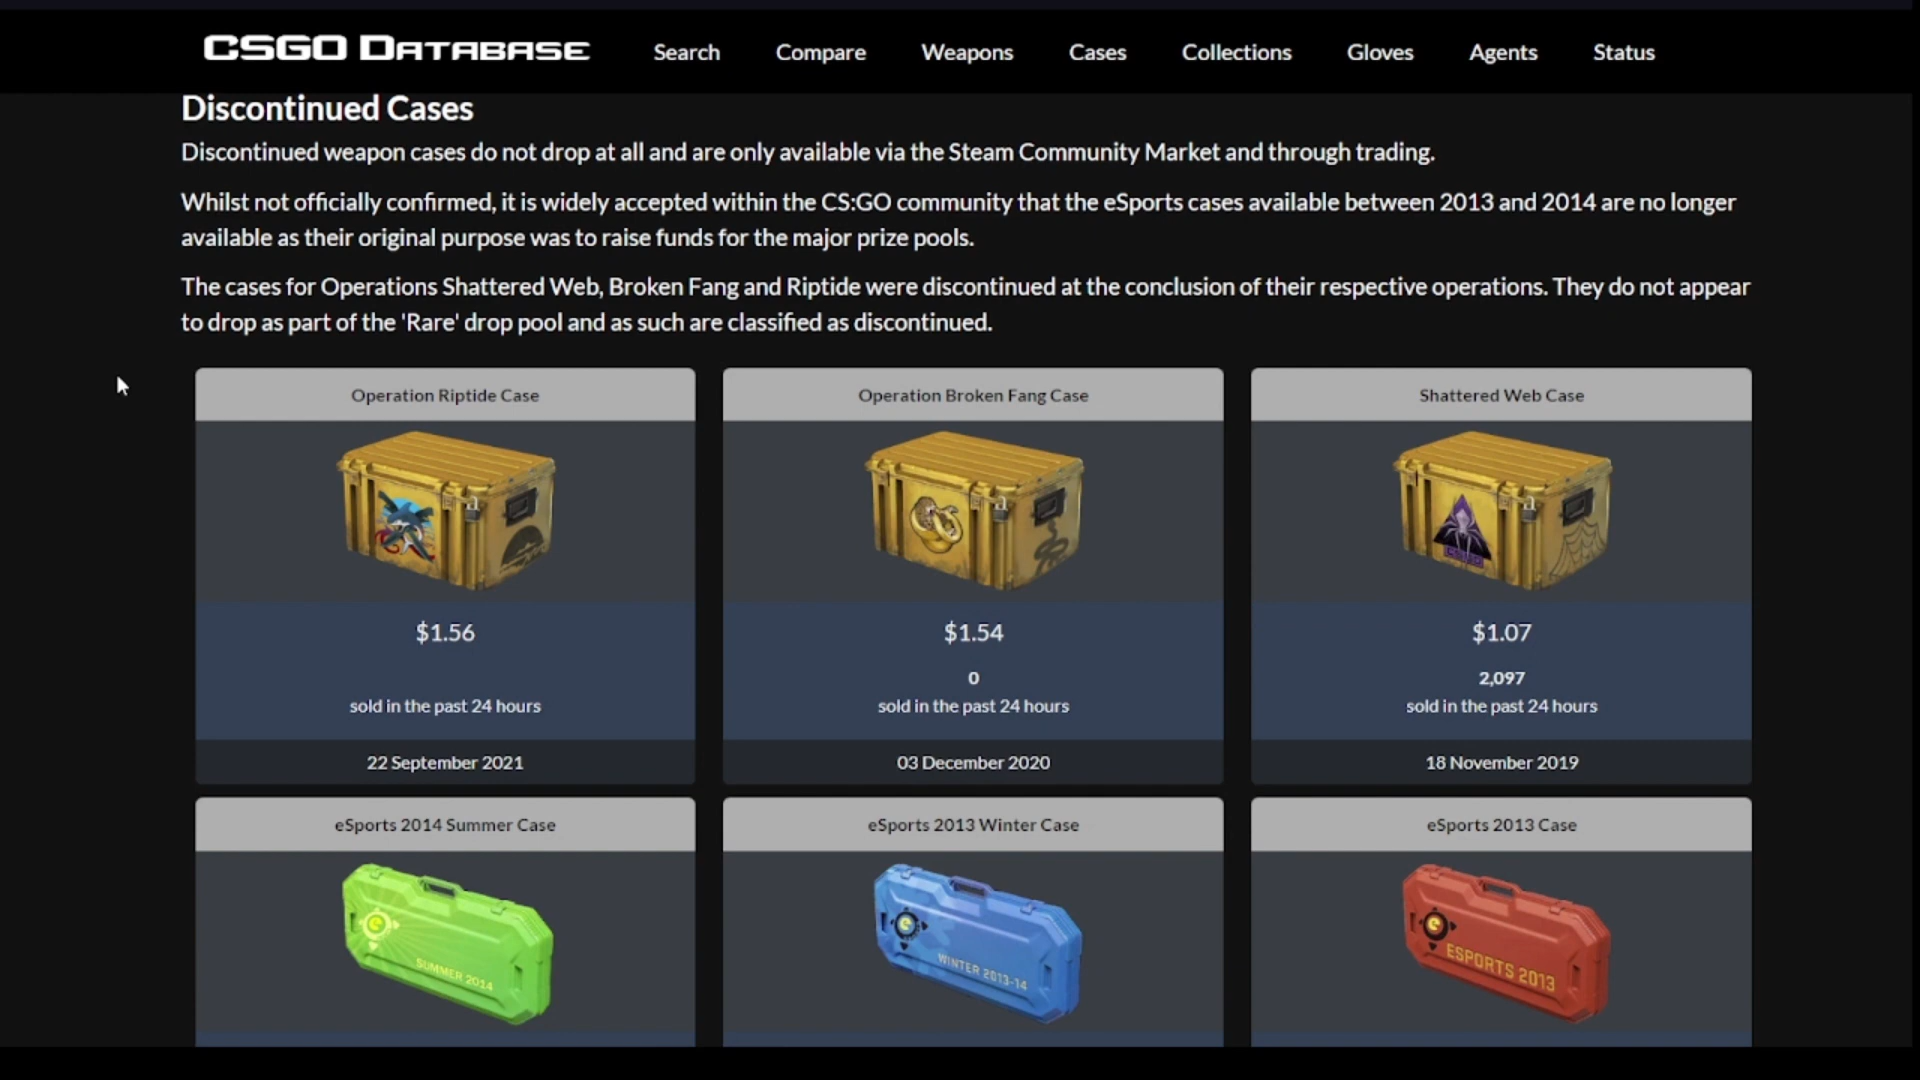 CSGO DATABASE
Search
Compare
Weapons
Cases
Collections
Gloves
Agents
Status
Discontinued Cases
Discontinued weapon cases do not drop at all and are only available via the Steam Community Market and through trading.
Whilst not officially confirmed, it is widely accepted within the CS:GO community that the eSports cases available between 2013 and 2014 are no longer
available as their original purpose was to raise funds for the major prize pools.
The cases for Operations Shattered Web, Broken Fang and Riptide were discontinued at the conclusion of their respective operations. They do not appear
to drop as part of the 'Rare' drop pool and as such are classified as discontinued.
Operation Riptide Case
Operation Broken Fang Case
Shattered Web Case
$1.56
$1.54
$1.07
0
2,097
sold in the past 24 hours
sold in the past 24 hours
sold in the past 24 hours
22 September 2021
03 December 2020
18 November 2019
eSports 2014 Summer Case
eSports 2013 Winter Case
eSports 2013 Case
SUMMER 2014
WINTER 2013-14
ESPORTS 2013